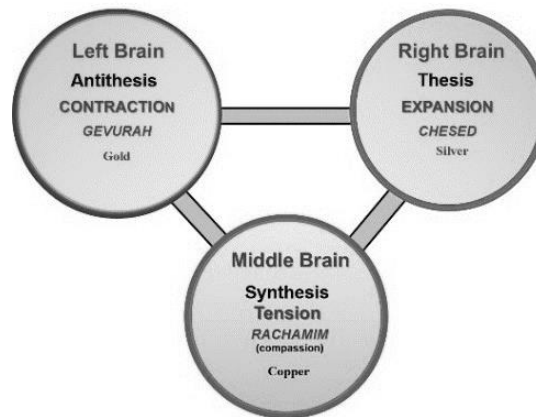 Left Brain
Antithesis
CONTRACTION
GEVURAH
Gold
Right Brain
Thesis
EXPANSION
CHESED
Silver
Middle Brain
Synthesis
Tension
RACHAMIM
(compassion)
Copper